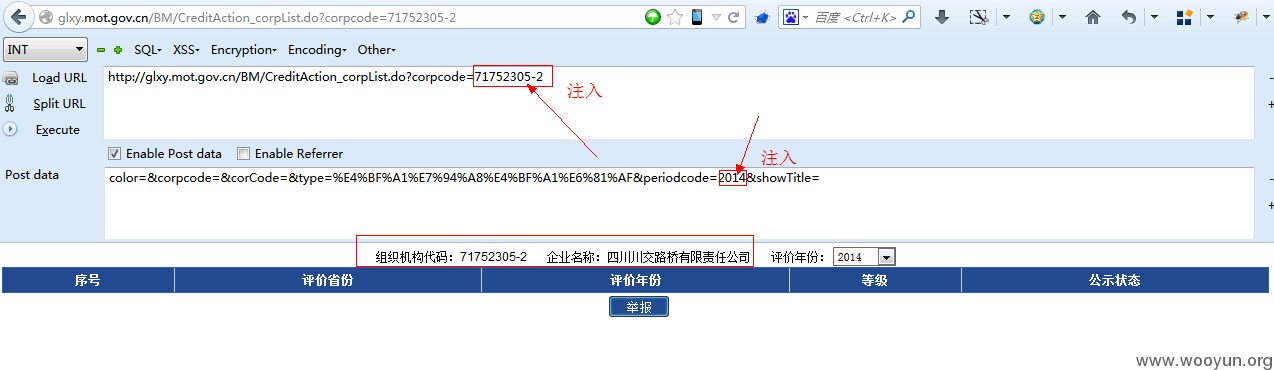 glxy.mot.gov.cn/BM/CreditAction_corpList.do?corpcode=71752305-2
百度 <Ctrl+K>
INT SQL XSS Encryption Encoding Other
Load URL
http://glxy.mot.gov.cn/BM/CreditAction_corpList.do?corpcode=71752305-2
注入
Split URL
Execute
Enable Post data Enable Referrer
注入
Post data
color=&corpcode=&corCode=&type=%E4%BF%A1%E7%94%A8%E4%BF%A1%E6%81%AF&periodcode=2014&showTitle=
组织机构代码：71752305-2 企业名称：四川川交路桥有限责任公司 评价年份： 2014
序号 评价省份 评价年份 等级 公示状态
举报
www.wooyun.org